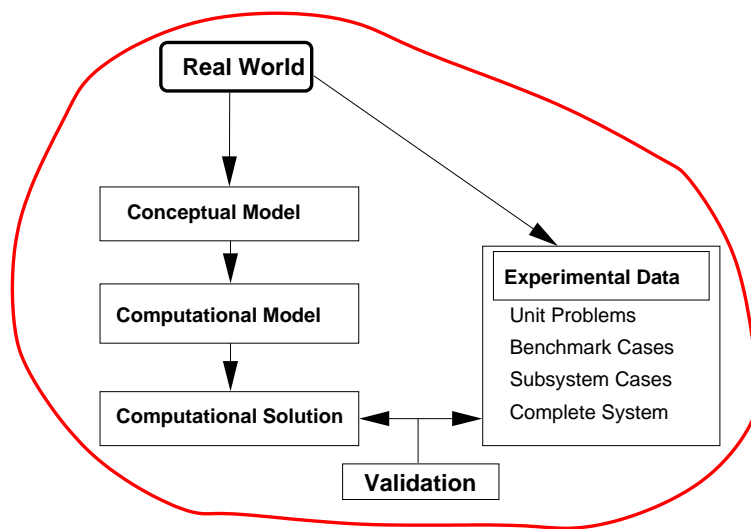 Real World
Conceptual Model
Computational Model
Computational Solution
Experimental Data
Unit Problems
Benchmark Cases
Subsystem Cases
Complete System
Validation